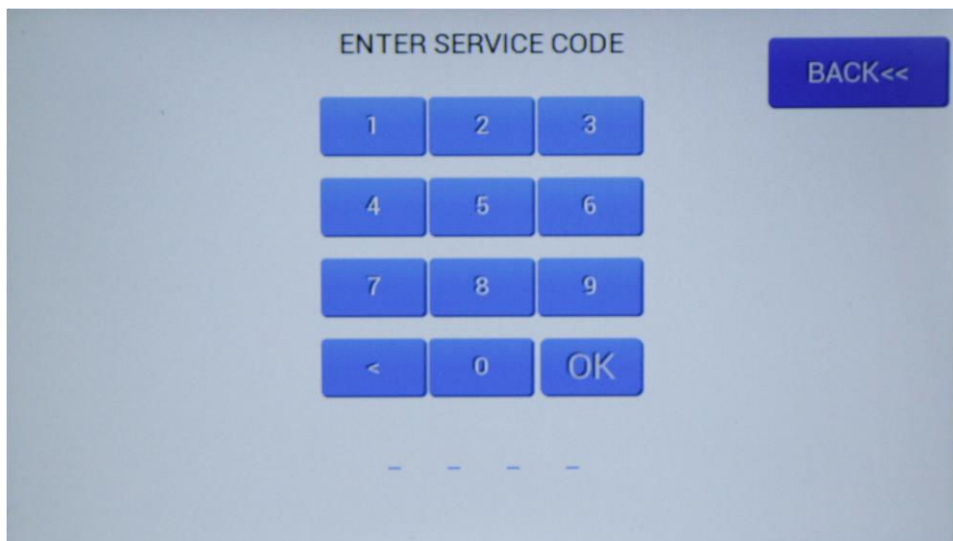 ENTER SERVICE CODE
BACK<<
1 2 3
4 5 6
7 8 9
< 0 OK
_ _ _ _